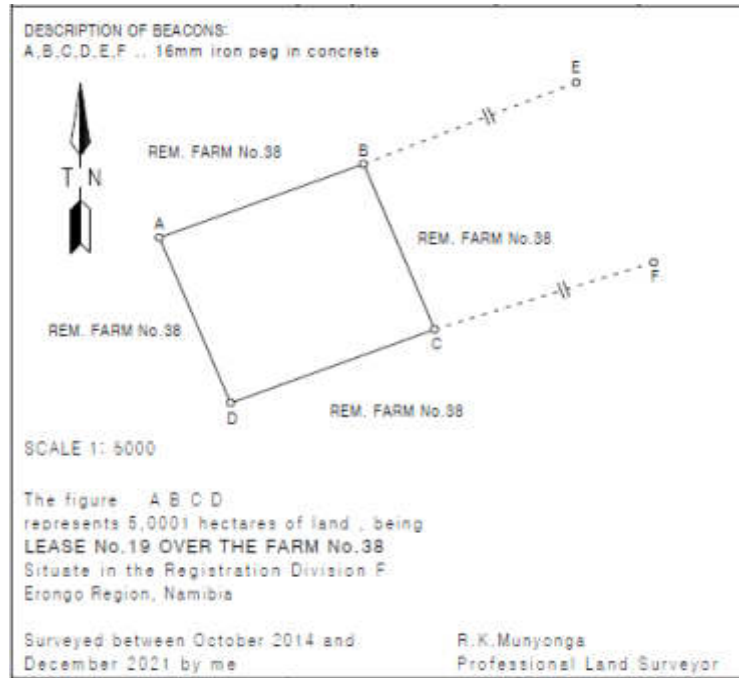 DESCRIPTION OF BEACONS:
A,B,C,D,E,F .. 16mm iron peg in concrete
E
REM. FARM No.38
B
T N
A
REM. FARM No.38
F
REM. FARM No.38
C
D
REM. FARM No.38
SCALE 1: 5000
The figure A B C D
represents 5,0001 hectares of land , being
LEASE No.19 OVER THE FARM No.38
Situate in the Registration Division F
Erongo Region, Namibia
Surveyed between October 2014 and
December 2021 by me
R.K.Munyonga
Professional Land Surveyor